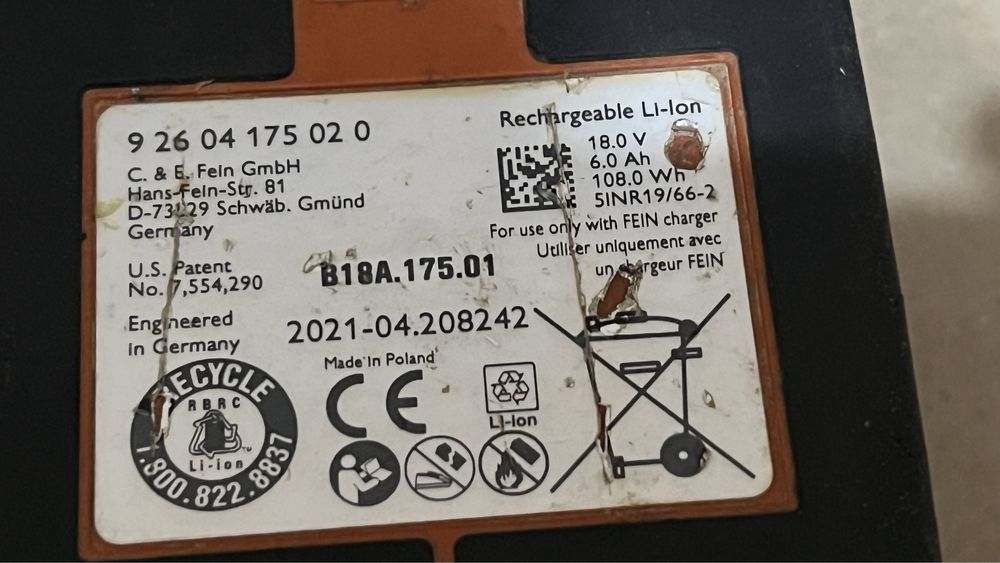 9 26 04 175 02 0
C. & E. Fein GmbH
Hans-Fein-Str. 81
Schwäb. Gmünd
Germany
U.S. Patent
No. 7,554,290
Engineered
in Germany
RECYCLE
RBRC
Li-ion
1.800.822.8837
B18A.175.01
2021-04.208242
Made in Poland
CE
Li-Ion
Rechargeable Li-Ion
18.0 V
6.0 Ah
108.0 Wh
5INR19/66-2
For use only with FEIN charger
Utiliser uniquement avec
un chargeur FEIN